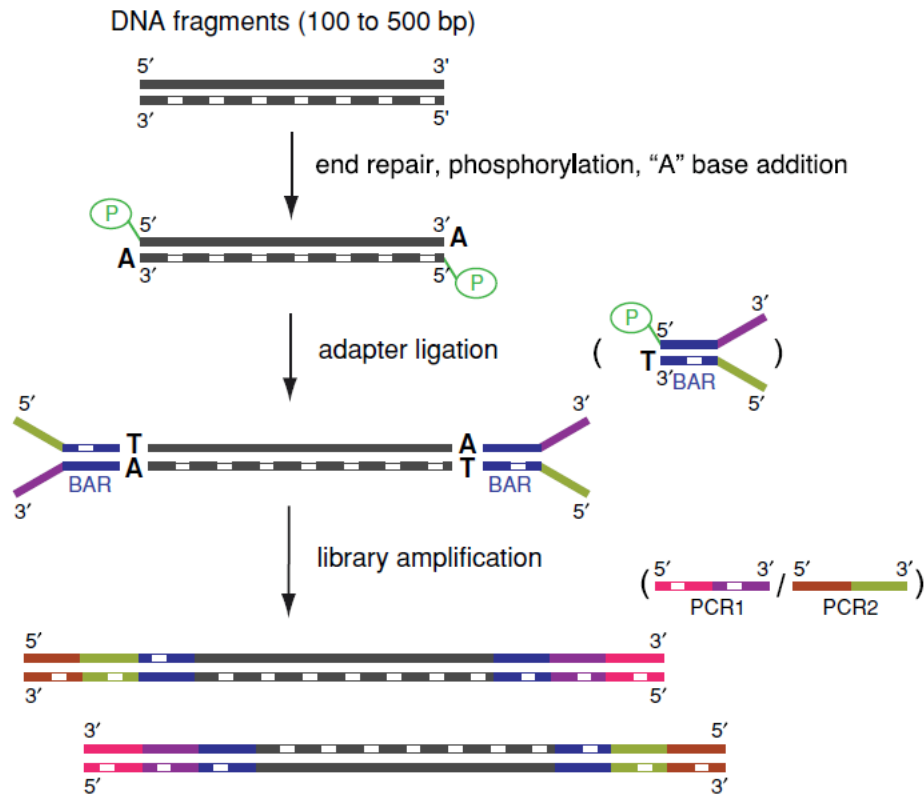 DNA fragments (100 to 500 bp)
5′ 3'
3′ 5'
end repair, phosphorylation, “A” base addition
P 5′ 3′ A
A 3′ 5′ P
adapter ligation
( P 5′ 3′ )
T 3′ BAR 5′
5′ T A 3′
3′ BAR A T BAR 5′
library amplification
( 5′ 3′ / 5′ 3′ )
PCR1 PCR2
5′ 3′
3′ 5′
3′ 5′
5′ 3′